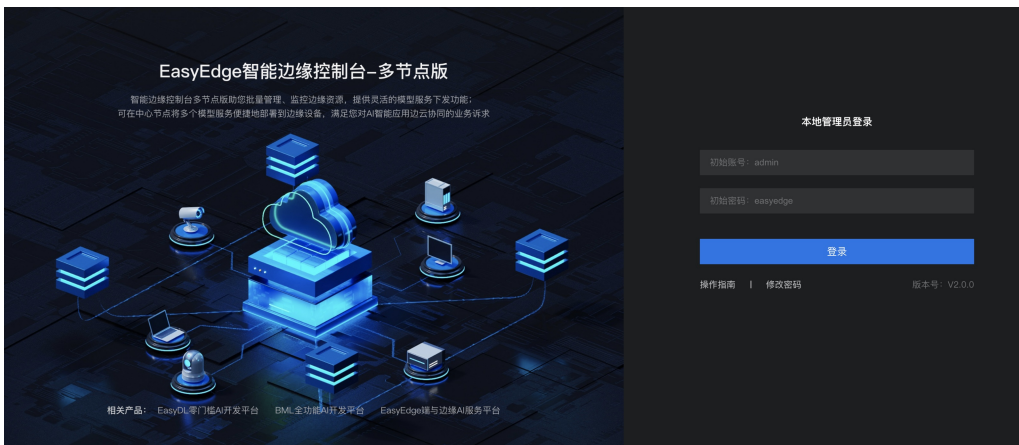 EasyEdge智能边缘控制台-多节点版
智能边缘控制台多节点版助您批量管理、监控边缘资源，提供灵活的模型服务下发功能；
可在中心节点将多个模型服务便捷地部署到边缘设备，满足您对AI智能应用边云协同的业务诉求
相关产品： EasyDL零门槛AI开发平台 BML全功能AI开发平台 EasyEdge端与边缘AI服务平台
本地管理员登录
初始账号：admin
初始密码：easyedge
登录
操作指南 | 修改密码 版本号：V2.0.0